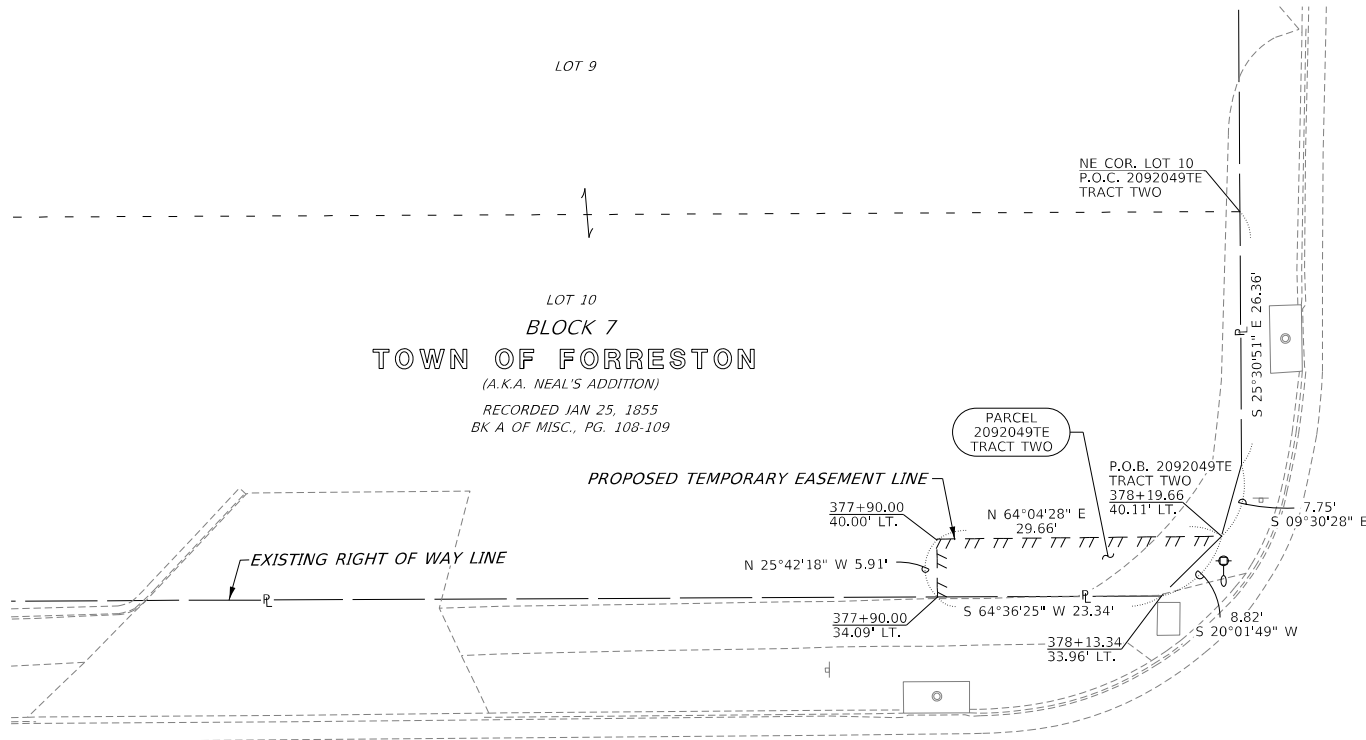 LOT 9
NE COR. LOT 10
P.O.C. 2092049TE
TRACT TWO
S 25°30'51" E 26.36'
PL
LOT 10
BLOCK 7
TOWN OF FORRESTON
(A.K.A. NEAL'S ADDITION)
RECORDED JAN 25, 1855
BK A OF MISC., PG. 108-109
PARCEL
2092049TE
TRACT TWO
P.O.B. 2092049TE
TRACT TWO
378+19.66
40.11' LT.
PROPOSED TEMPORARY EASEMENT LINE
377+90.00
40.00' LT.
N 64°04'28" E
29.66'
7.75'
S 09°30'28" E
EXISTING RIGHT OF WAY LINE
N 25°42'18" W 5.91'
PL
PL
S 64°36'25" W 23.34'
377+90.00
34.09' LT.
8.82'
S 20°01'49" W
378+13.34
33.96' LT.